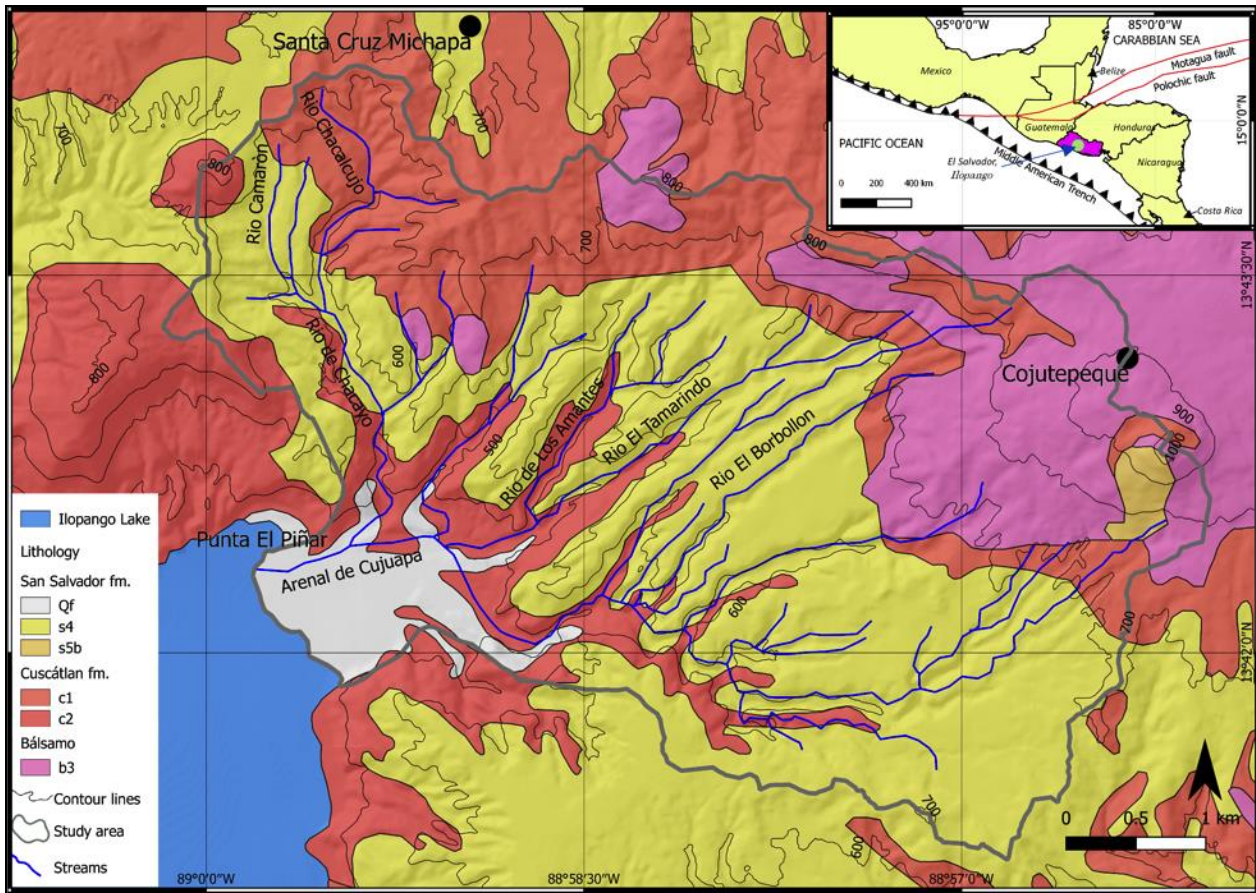 Santa Cruz Michapa
Rio Chacalcujo
Rio Camarón
700
800
700
800
700
800
Rio de Chacayo
600
800
500
Rio de Los Amantes
Rio El Tamarindo
Rio El Borbollon
Cojutepeque
900
1000
Punta El Piñar
Arenal de Cujuapa
600
700
700
600
95°0'0"W
85°0'0"W
CARABBIAN SEA
Motagua fault
Polochic fault
Mexico
Belize
15°0'0"N
PACIFIC OCEAN
Guatemala
Honduras
El Salvador,
Ilopango
Nicaragua
Middle American Trench
Costa Rica
0 200 400 km
13°43'30"N
13°42'0"N
Ilopango Lake
Lithology
San Salvador fm.
Qf
s4
s5b
Cuscátlan fm.
c1
c2
Bálsamo
b3
Contour lines
Study area
Streams
0 0.5 1 km
89°0'0"W
88°58'30"W
88°57'0"W